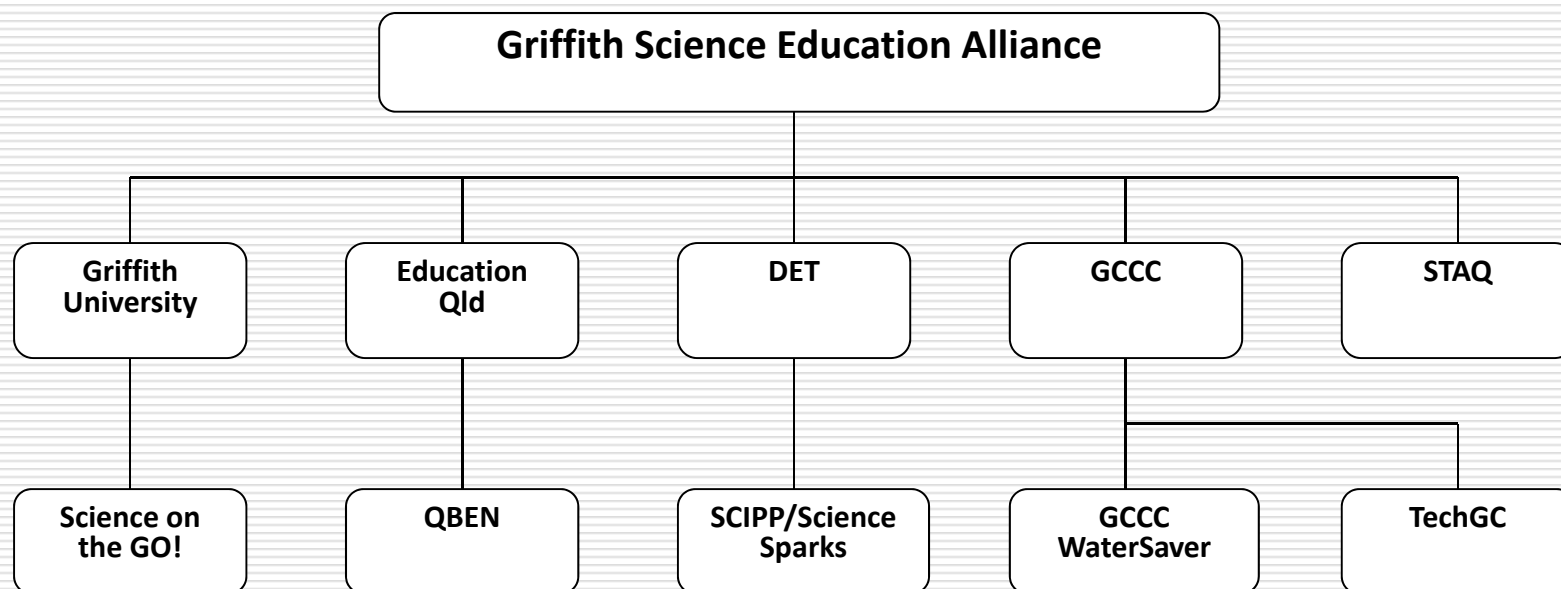 Griffith Science Education Alliance
Griffith
University
Education
Qld
DET
GCCC
STAQ
Science on
the GO!
QBEN
SCIPP/Science
Sparks
GCCC
WaterSaver
TechGC